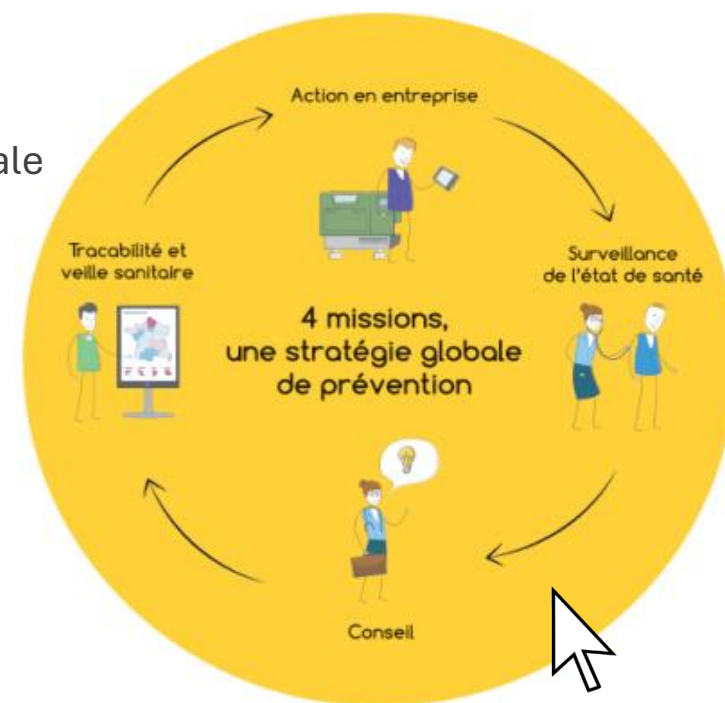 Action en entreprise
ale
Tracabilité et
veille sanitaire
Surveillance
de l'état de santé
4 missions,
une stratégie globale
de prévention
Conseil